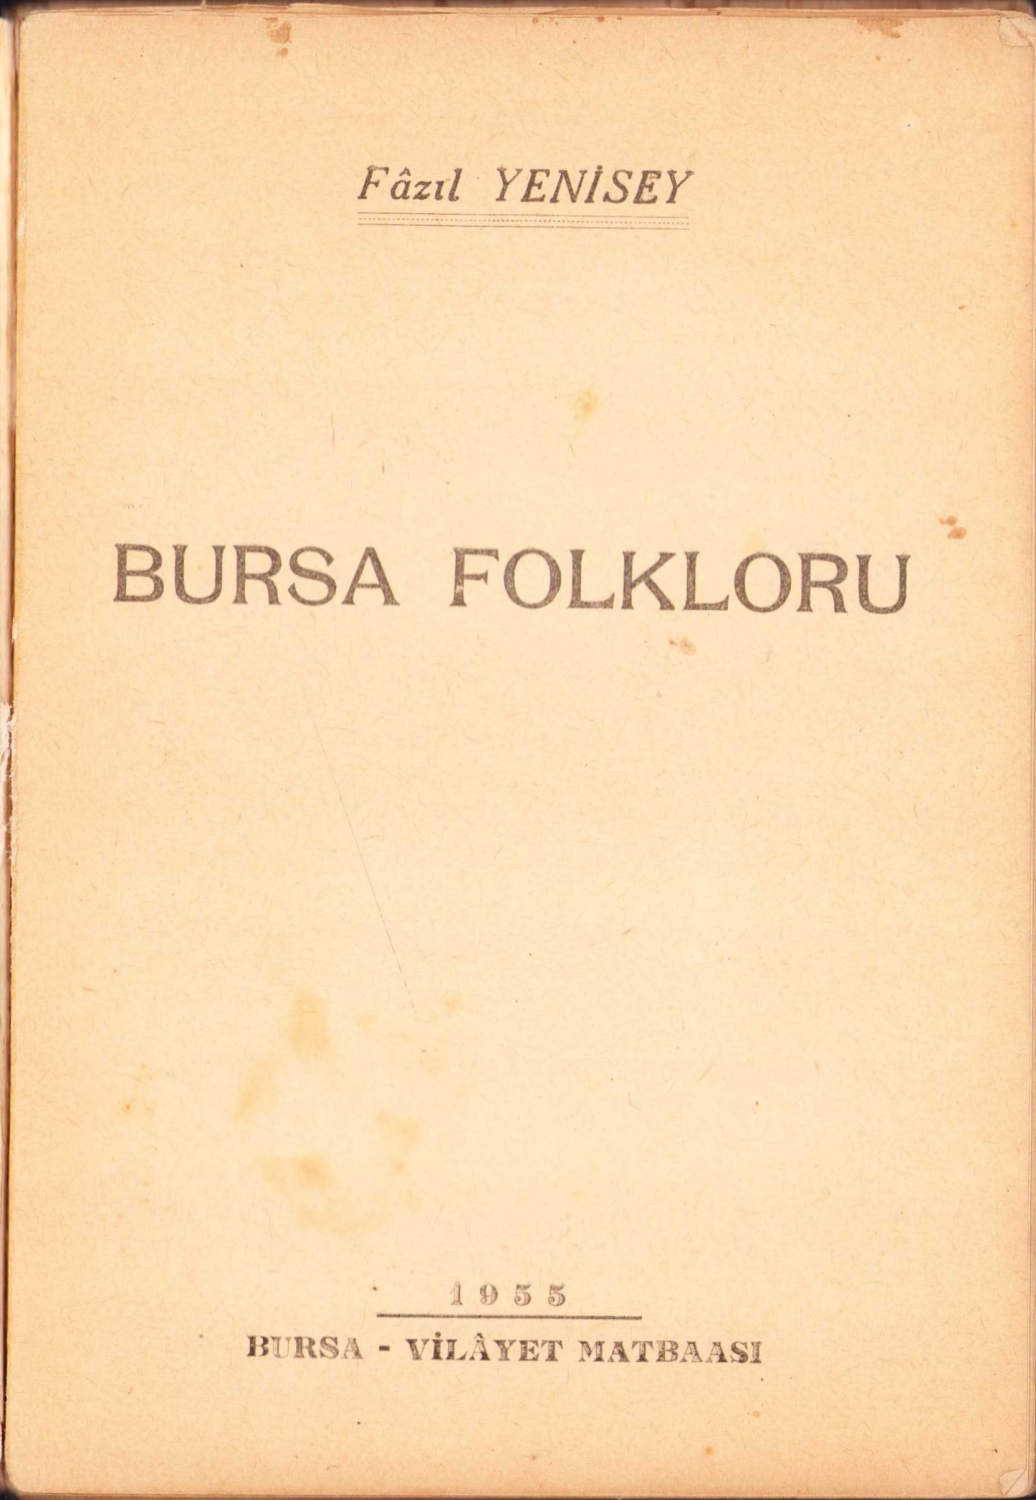 Fâzıl YENİSEY
BURSA FOLKLORU
1955
BURSA - VİLÂYET MATBAASI